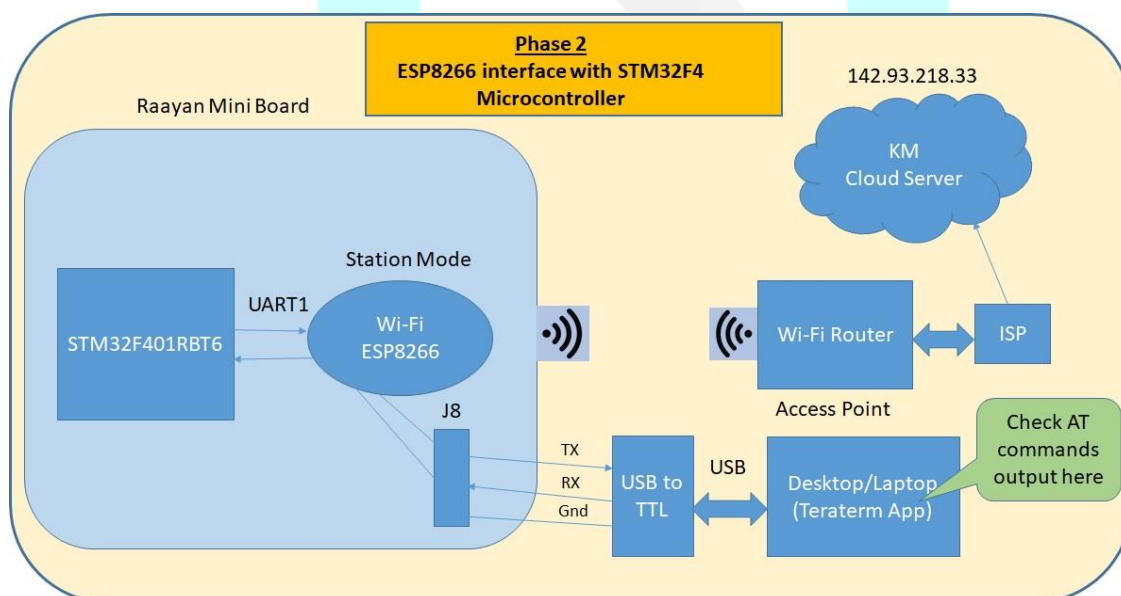 Phase 2
ESP8266 interface with STM32F4
Microcontroller
142.93.218.33
Raayan Mini Board
KM
Cloud Server
Station Mode
UART1
STM32F401RBT6
Wi-Fi
ESP8266
Wi-Fi Router
ISP
Access Point
J8
Check AT
commands
output here
TX
RX
Gnd
USB to
TTL
USB
Desktop/Laptop
(Teraterm App)